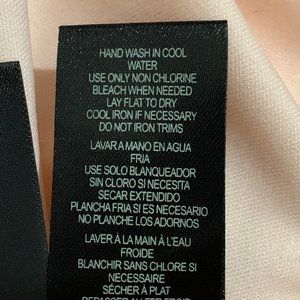 HAND WASH IN COOL
WATER
USE ONLY NON CHLORINE
BLEACH WHEN NEEDED
LAY FLAT TO DRY
COOL IRON IF NECESSARY
DO NOT IRON TRIMS
LAVAR A MANO EN AGUA
FRIA
USE SOLO BLANQUEADOR
SIN CLORO SI NECESITA
SECAR EXTENDIDO
PLANCHA FRIA SI ES NECESARIO
NO PLANCHE LOS ADORNOS
LAVER À LA MAIN À L'EAU
FROIDE
BLANCHIR SANS CHLORE SI
NECESSAIRE
SÉCHER À PLAT
REPASSER A FER FROID